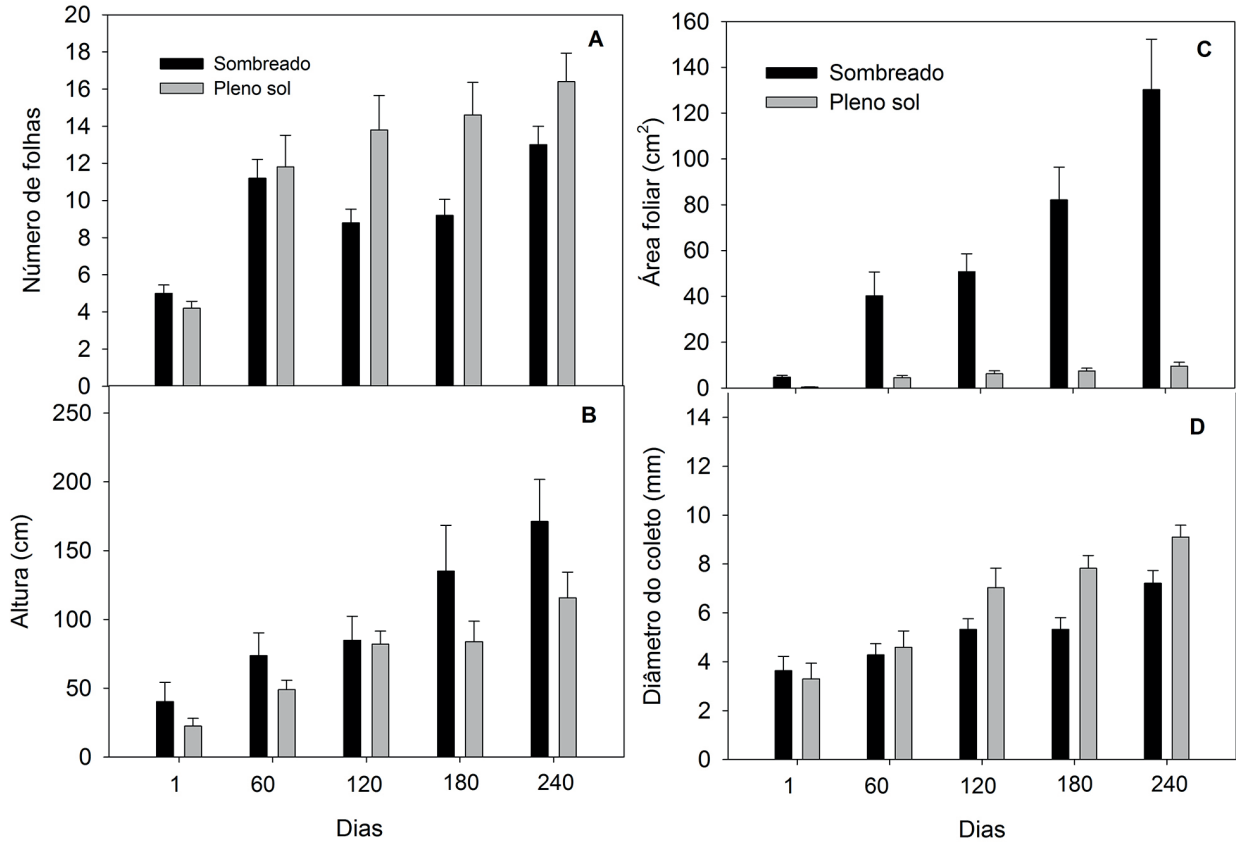 A
Sombreado
Pleno sol
Número de folhas
20
18
16
14
12
10
8
6
4
2
0
B
Altura (cm)
250
200
150
100
50
0
1 60 120 180 240
Dias
C
Sombreado
Pleno sol
Área foliar (cm²)
160
140
120
100
80
60
40
20
0
D
Diâmetro do coleto (mm)
14
12
10
8
6
4
2
0
1 60 120 180 240
Dias